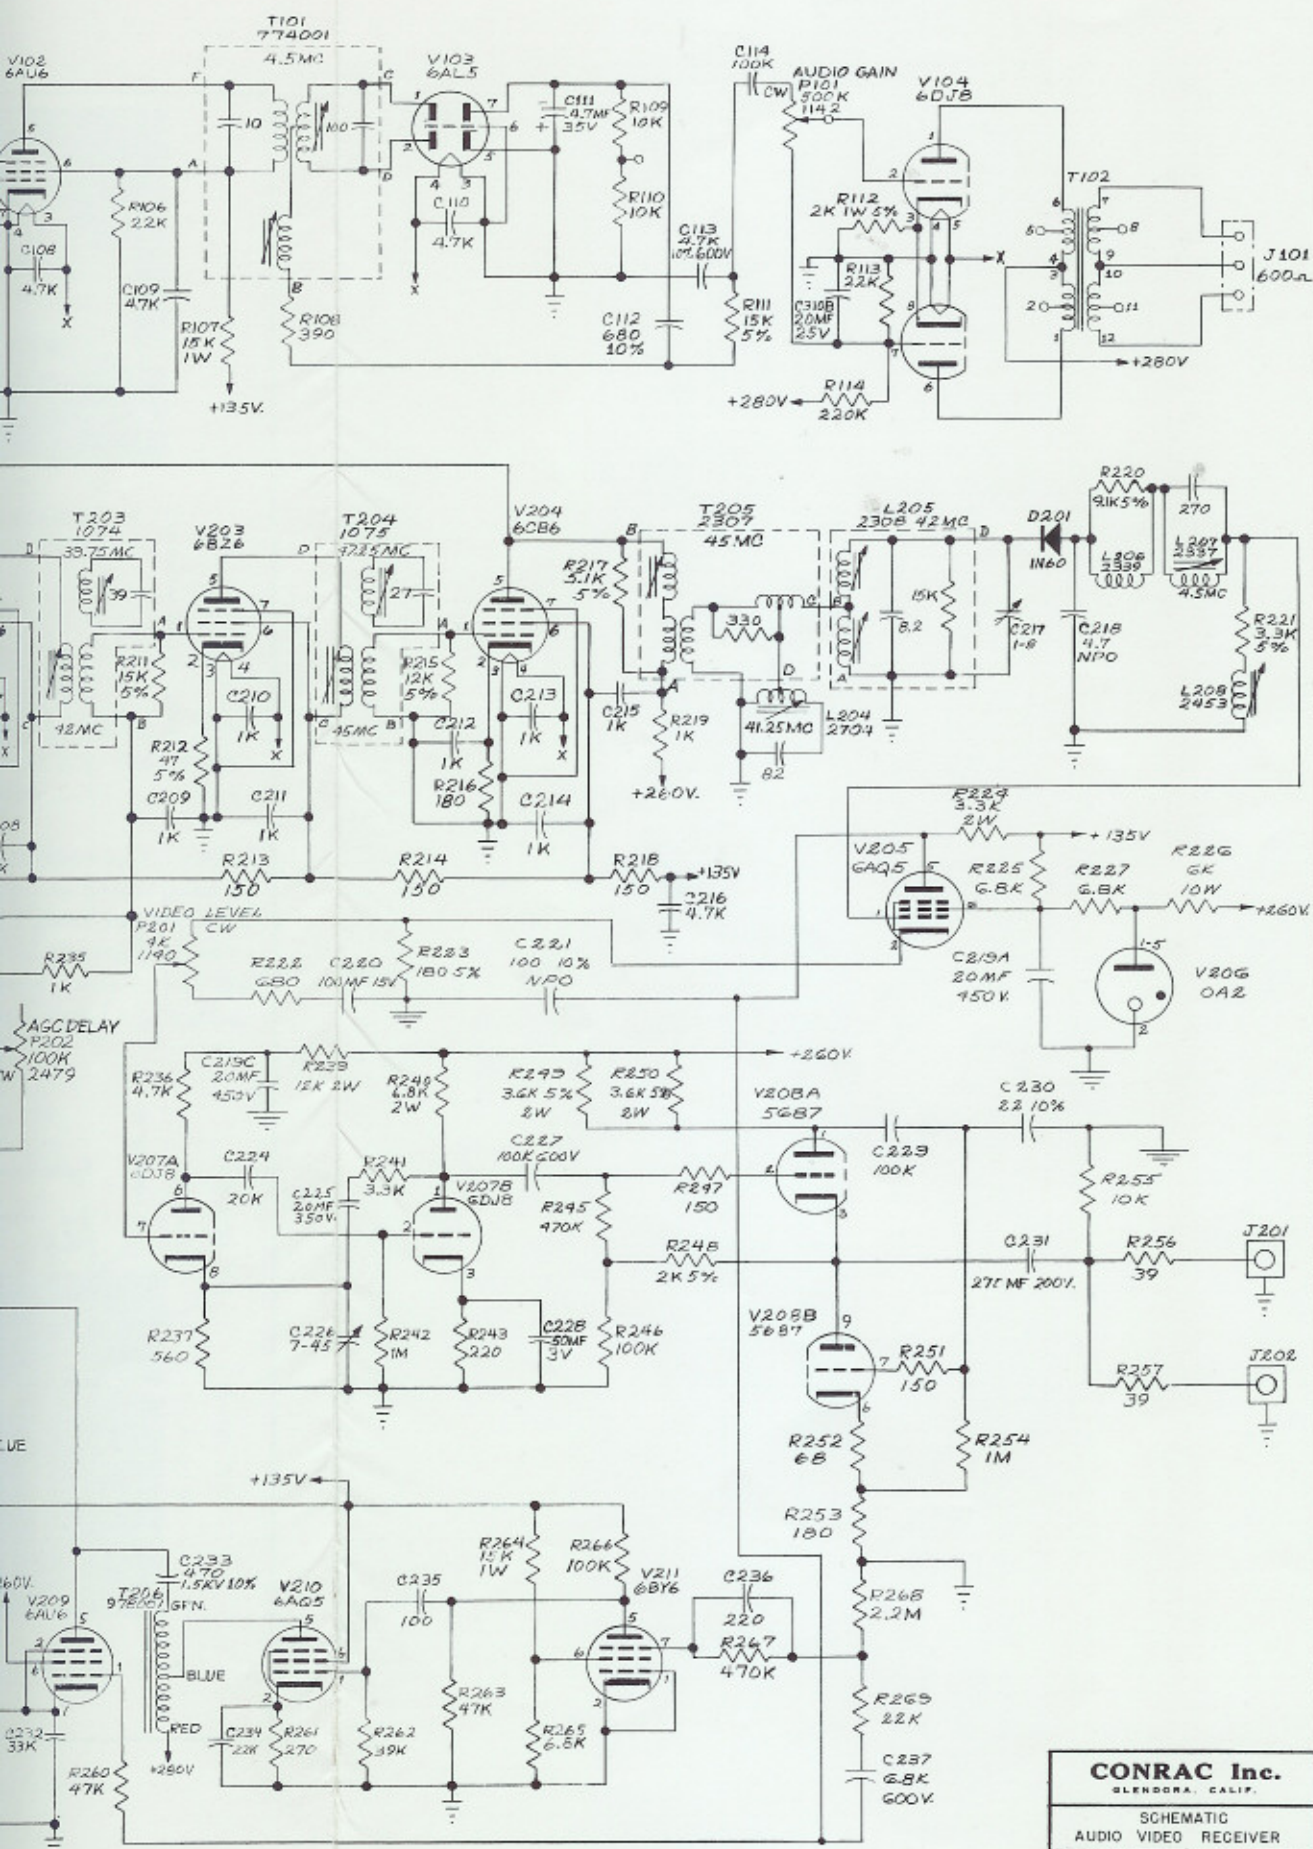 T101
774001
4.5MC
V102
6AU6
V103
6AL5
C114
100K
CW
AUDIO GAIN
P101
500K
1142
V104
6DJ8
F
C
A
D
B
10
100
C111
4.7MF
35V
R109
10K
R110
10K
R106
22K
C108
4.7K
C109
4.7K
R107
15K
1W
+135V.
R108
390
C110
4.7K
X
C113
4.7K
10% 600V
C112
680
10%
R111
15K
5%
R112
2K 1W 5%
R113
22K
C310B
20MF
25V
+280V
R114
220K
T102
J101
600Ω
+280V
T203
1074
39.75MC
39
42MC
V203
6BZ6
R211
15K
5%
R212
47
5%
C210
1K
C209
1K
C211
1K
R213
150
T204
1075
47.25MC
27
45MC
R215
12K
5%
C212
1K
R216
180
R214
150
V204
6CB6
C213
1K
C214
1K
R217
5.1K
5%
C215
1K
R219
1K
+260V.
R218
150
+135V
C216
4.7K
T205
2307
45MC
330
41.25MC
82
L204
2704
L205
2308 42MC
8.2
15K
C217
1-8
D201
1N60
C218
4.7
NPO
R220
9.1K5%
270
L206
2339
L207
2337
4.5MC
R221
3.3K
5%
L208
2453
R224
3.3K
2W
+135V
V205
6AQ5
R225
6.8K
R227
6.8K
R226
6K
10W
+260V.
C219A
20MF
450V.
V206
OA2
VIDEO LEVEL
P201
4K
1140
CW
R235
1K
R222
680
C220
100MF 15V
R223
180 5%
C221
100 10%
NPO
AGC DELAY
P202
100K
2479
R236
4.7K
C219C
20MF
450V
R239
12K 2W
R240
6.8K
2W
R249
3.6K 5%
2W
R250
3.6K 5%
2W
+260V.
V208A
5687
C230
22 10%
C229
100K
R255
10K
V207A
6DJ8
C224
20K
C225
20MF
350V.
R241
3.3K
V207B
6DJ8
C227
100K 600V
R245
470K
R247
150
R248
2K 5%
C231
275MF 200V.
R256
39
J201
R237
560
C226
7-45
R242
1M
R243
220
C228
50MF
3V
R246
100K
V208B
5687
R251
150
R257
39
J202
R252
68
R254
1M
R253
180
+135V
C233
470
1.5KV 10%
T206
GRN.
V209
6AU6
BLUE
RED
+280V
C232
33K
R260
47K
V210
6AQ5
C234
22K
R261
270
R262
39K
C235
100
R263
47K
R264
15K
1W
R266
100K
V211
6BY6
R265
6.8K
C236
220
R267
470K
R268
2.2M
R269
22K
C237
6.8K
600V.
CONRAC Inc.
GLENDORA, CALIF.
SCHEMATIC
AUDIO VIDEO RECEIVER